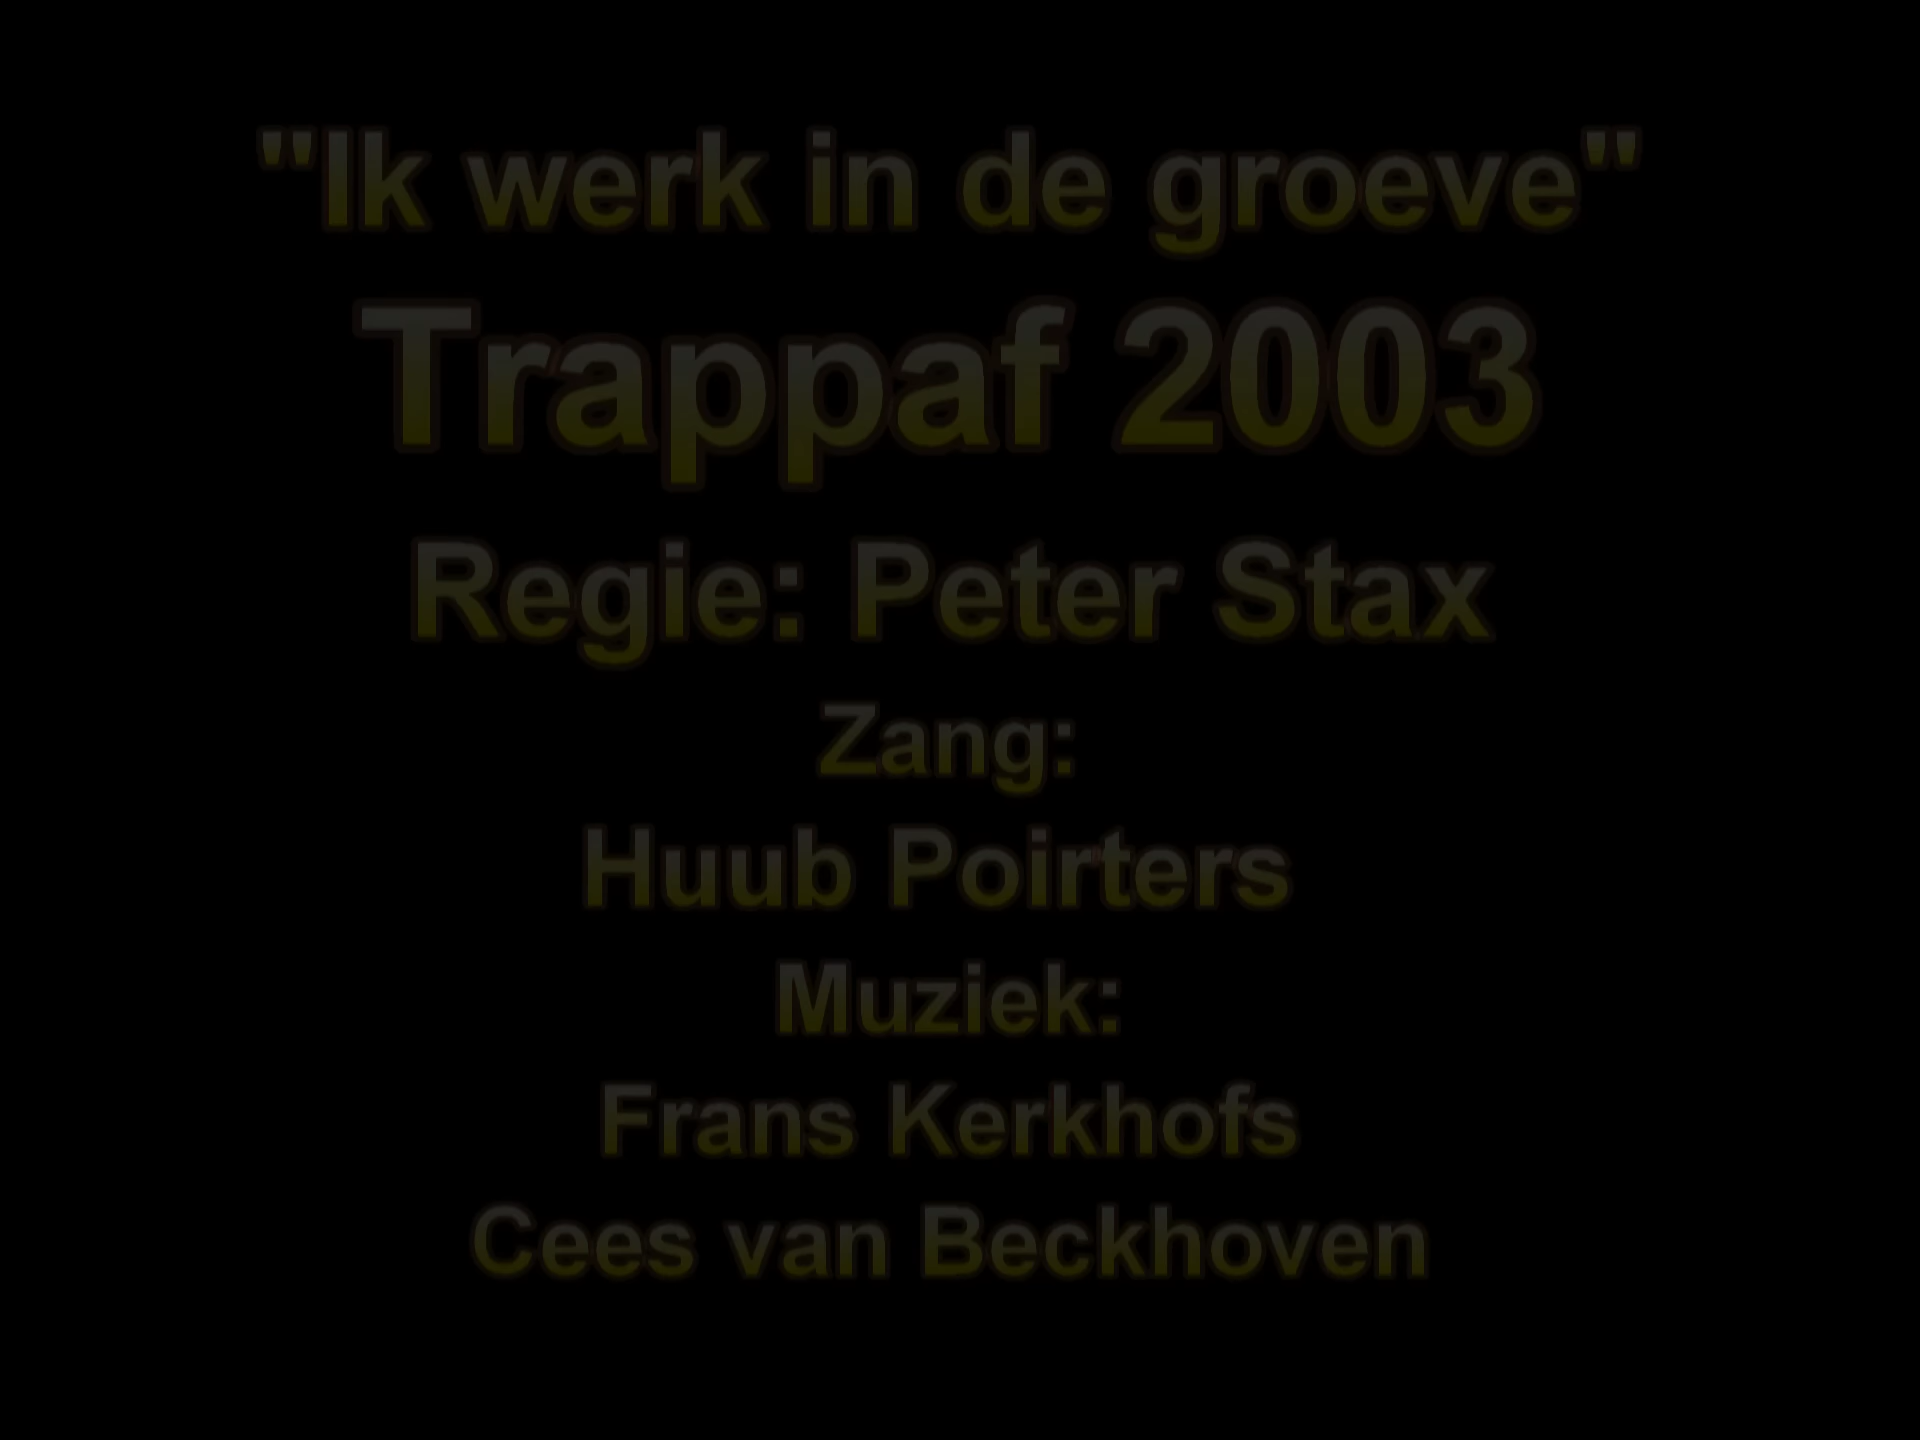 "Ik werk in de groeve"
Trappaf 2003
Regie: Peter Stax
Zang:
Huub Poirters
Muziek:
Frans Kerkhofs
Cees van Beckhoven